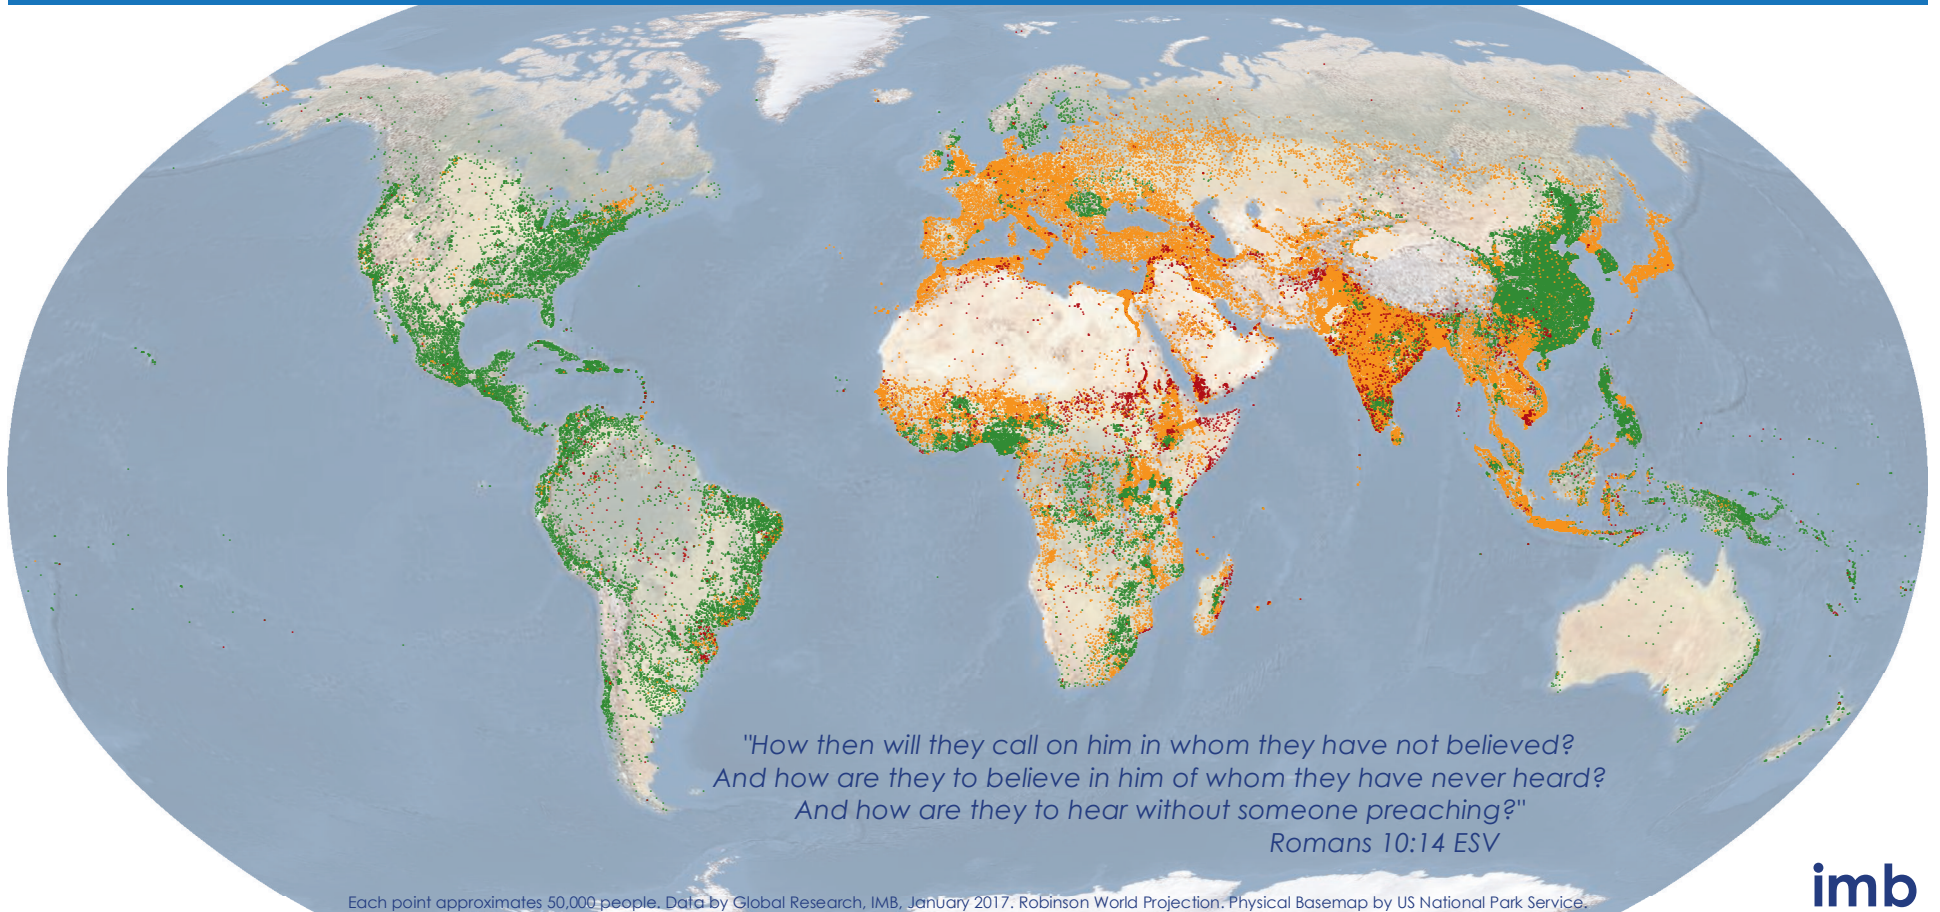 "How then will they call on him in whom they have not believed?
And how are they to believe in him of whom they have never heard?
And how are they to hear without someone preaching?"
Romans 10:14 ESV
imb
Each point approximates 50,000 people. Data by Global Research, IMB, January 2017. Robinson World Projection. Physical Basemap by US National Park Service.